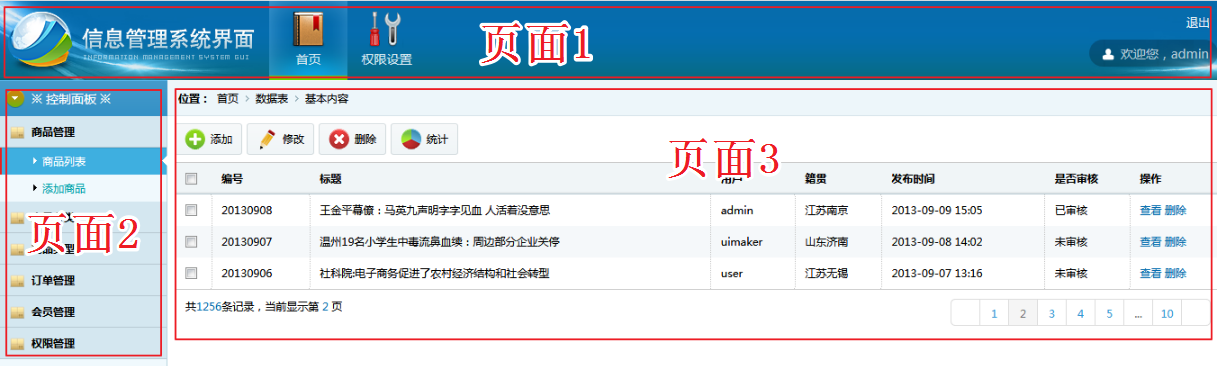 信息管理系统界面
INFORMATION MANAGEMENT SYSTEM GUI
首页
权限设置
页面1
退出
欢迎您，admin
※ 控制面板 ※
商品管理
商品列表
添加商品
页面2
订单管理
会员管理
权限管理
位置： 首页 › 数据表 › 基本内容
添加 修改 删除 统计
页面3
编号 标题 用户 籍贯 发布时间 是否审核 操作
20130908 王金平幕僚：马英九声明字字见血 人活着没意思 admin 江苏南京 2013-09-09 15:05 已审核 查看 删除
20130907 温州19名小学生中毒流鼻血续：周边部分企业关停 uimaker 山东济南 2013-09-08 14:02 未审核 查看 删除
20130906 社科院:电子商务促进了农村经济结构和社会转型 user 江苏无锡 2013-09-07 13:16 未审核 查看 删除
共1256条记录，当前显示第 2 页
1 2 3 4 5 ... 10